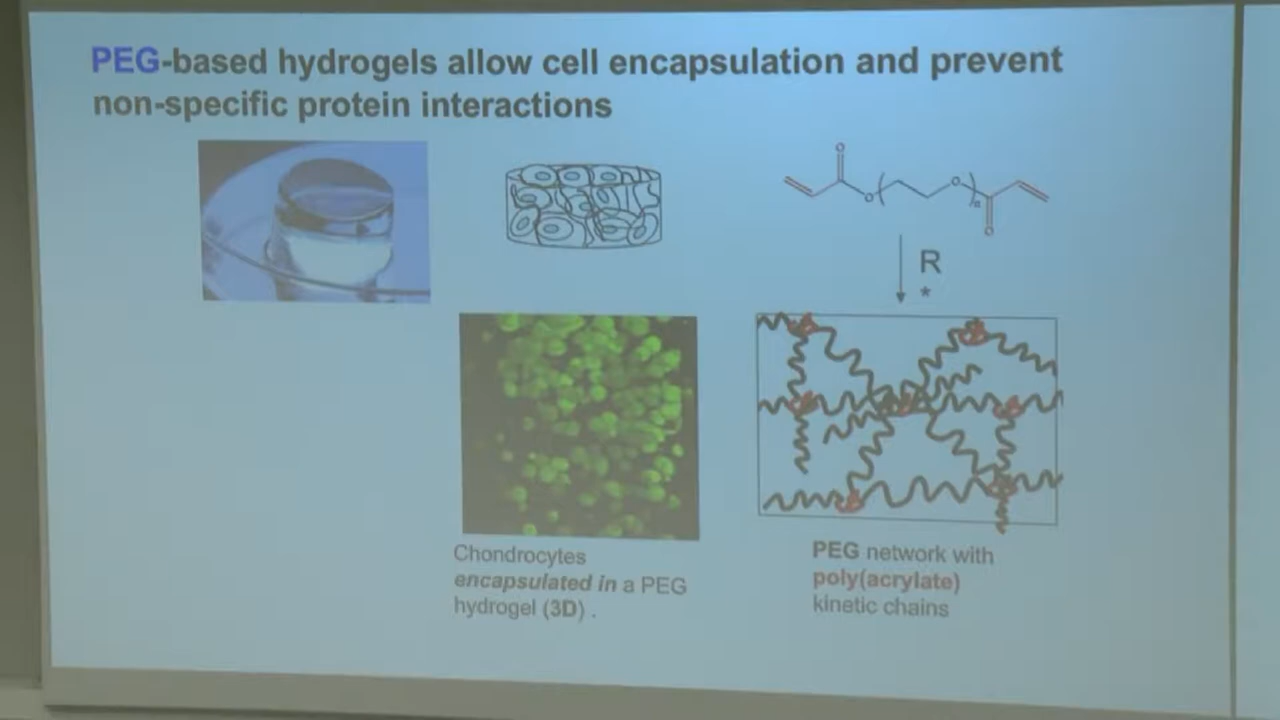 PEG-based hydrogels allow cell encapsulation and prevent
non-specific protein interactions
O
O
O
n
O
R
*
Chondrocytes
encapsulated in a PEG
hydrogel (3D) .
PEG network with
poly(acrylate)
kinetic chains